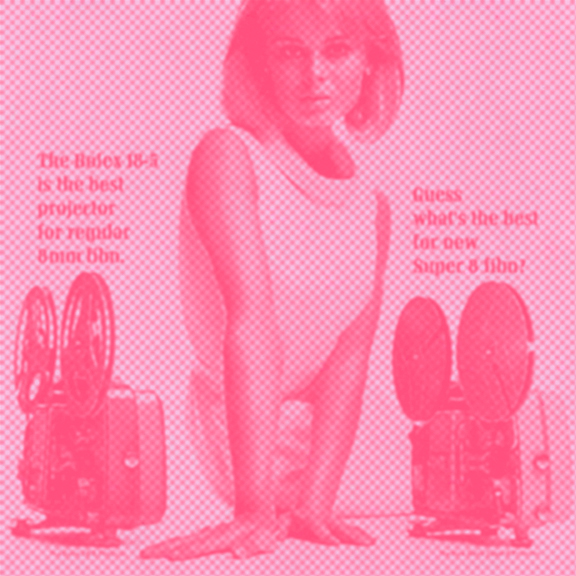 The Bolex 18-5
is the best
projector
for regular
8mm film.
Guess
what's the best
for new
Super 8 film?